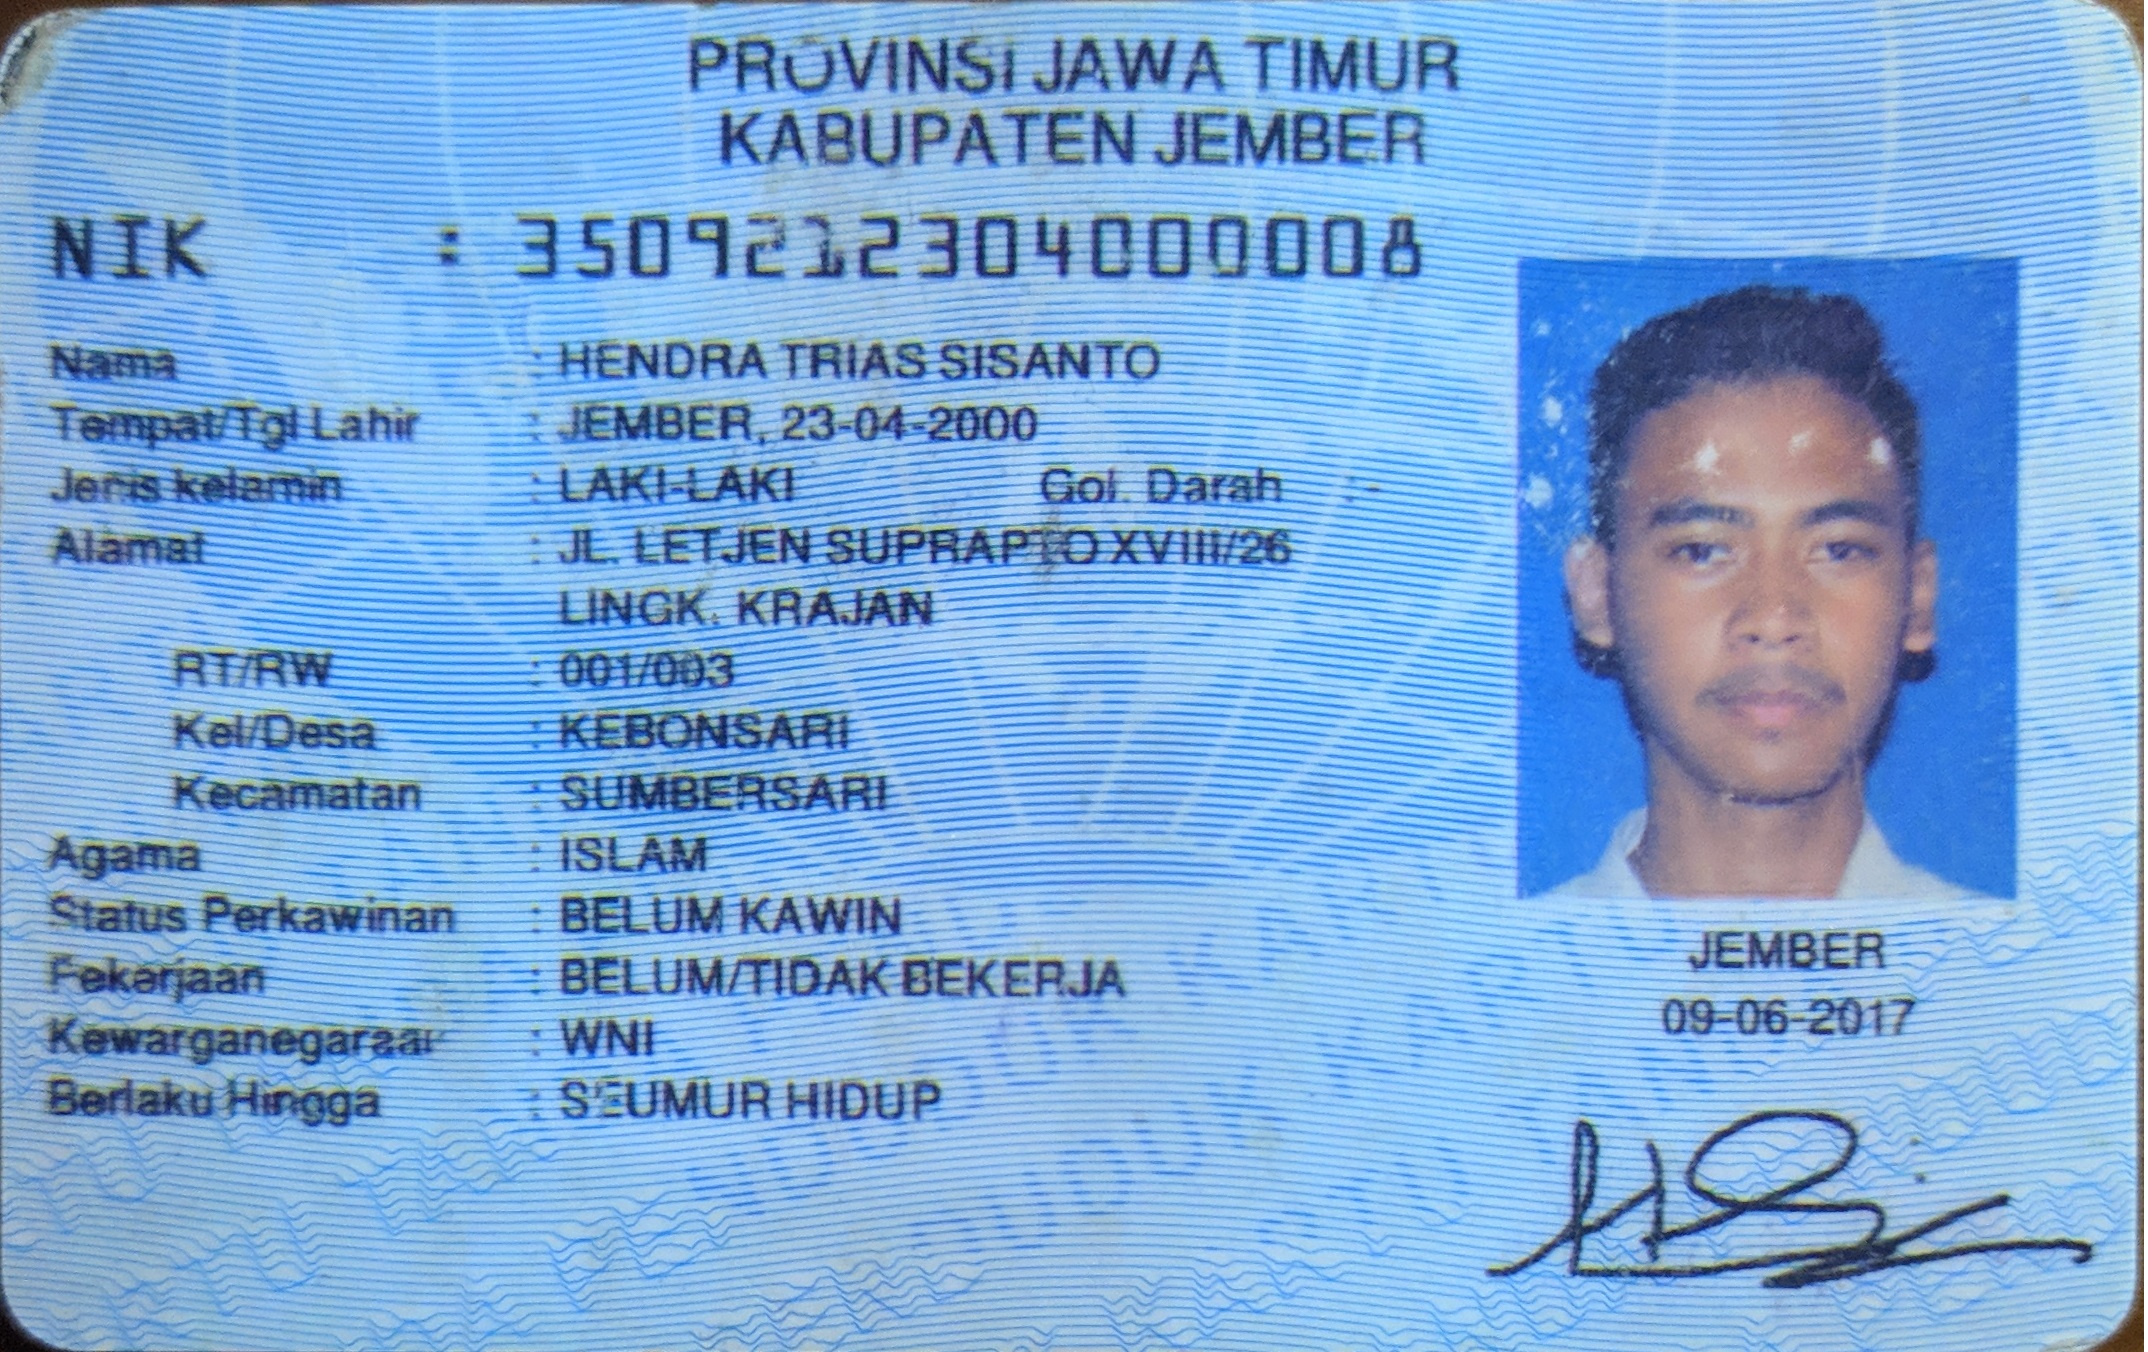 PROVINSI JAWA TIMUR
KABUPATEN JEMBER
NIK : 3509212304000008
Nama : HENDRA TRIAS SISANTO
Tempat/Tgl Lahir : JEMBER, 23-04-2000
Jenis kelamin : LAKI-LAKI Gol. Darah : -
Alamat : JL. LETJEN SUPRAPTO XVIII/26
LINGK. KRAJAN
RT/RW : 001/003
Kel/Desa : KEBONSARI
Kecamatan : SUMBERSARI
Agama : ISLAM
Status Perkawinan : BELUM KAWIN
Pekerjaan : BELUM/TIDAK BEKERJA
Kewarganegaraan : WNI
Berlaku Hingga : SEUMUR HIDUP
JEMBER
09-06-2017